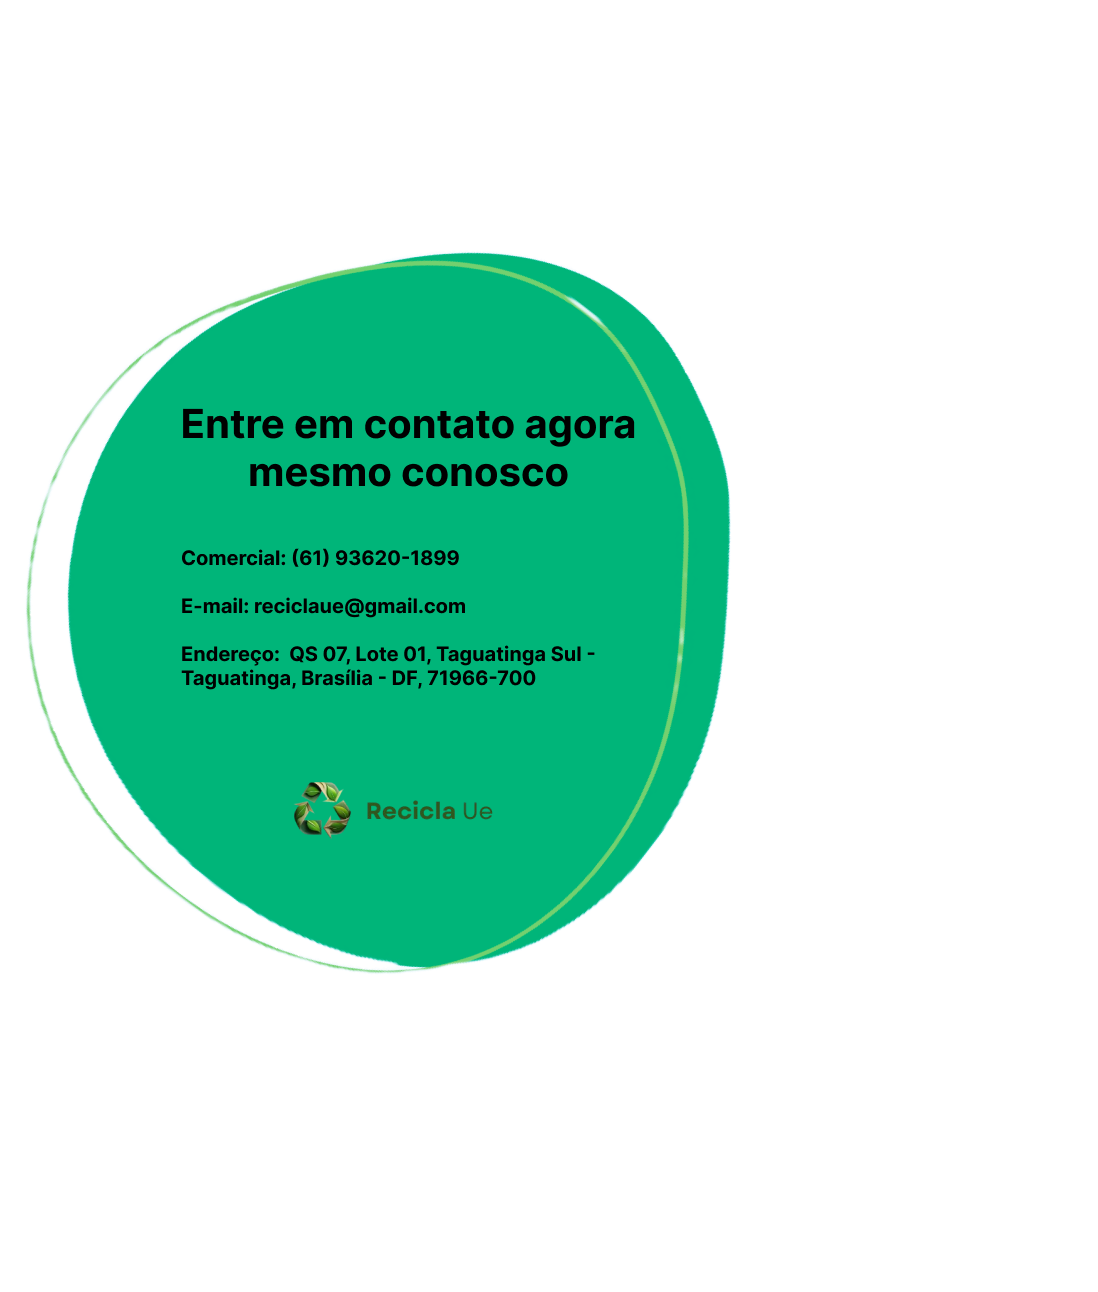 Entre em contato agora
mesmo conosco
Comercial: (61) 93620-1899
E-mail: reciclaue@gmail.com
Endereço:  QS 07, Lote 01, Taguatinga Sul -
Taguatinga, Brasília - DF, 71966-700
Recicla Ue